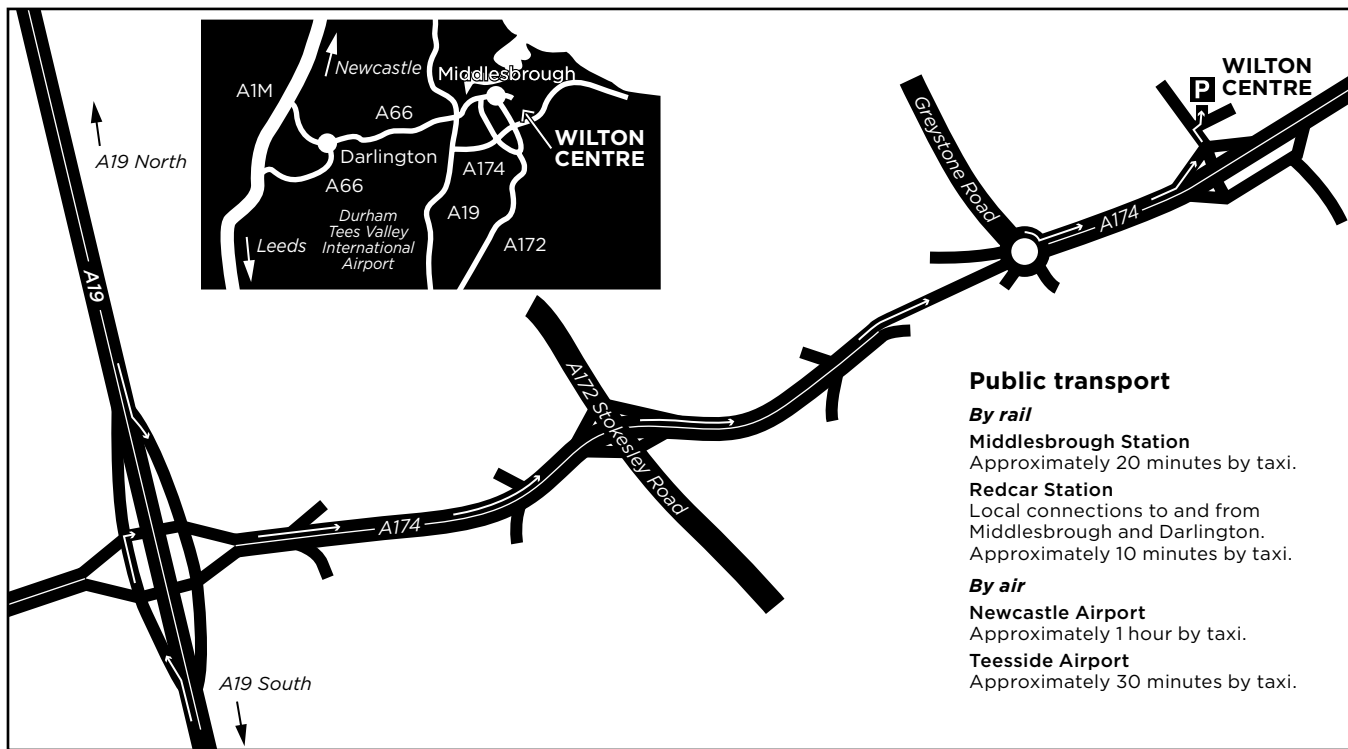 Newcastle
Middlesbrough
A1M
A66
WILTON
CENTRE
Darlington
A66
A174
Durham
Tees Valley
International
Airport
A19
Leeds
A172
A19 North
A19
A174
A19 South
A172 Stokesley Road
Greystone Road
A174
P
WILTON
CENTRE
Public transport
By rail
Middlesbrough Station
Approximately 20 minutes by taxi.
Redcar Station
Local connections to and from
Middlesbrough and Darlington.
Approximately 10 minutes by taxi.
By air
Newcastle Airport
Approximately 1 hour by taxi.
Teesside Airport
Approximately 30 minutes by taxi.